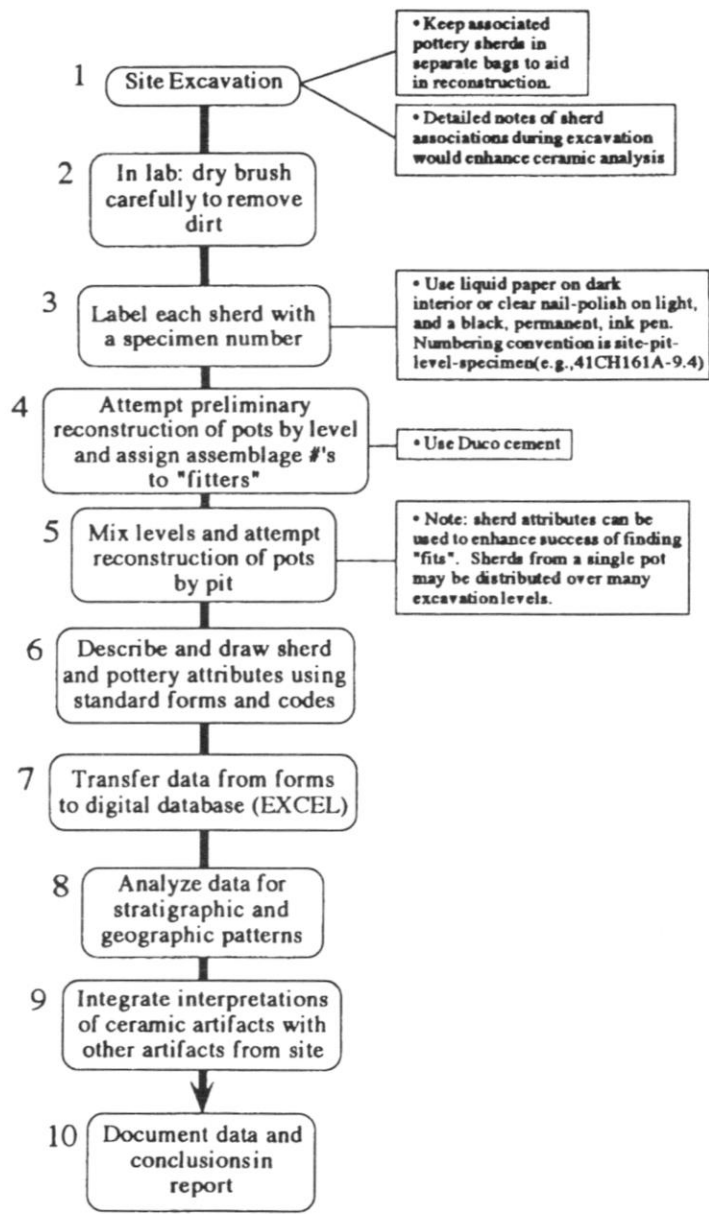 1
Site Excavation
• Keep associated
pottery sherds in
separate bags to aid
in reconstruction.
• Detailed notes of sherd
associations during excavation
would enhance ceramic analysis
2
In lab: dry brush
carefully to remove
dirt
3
Label each sherd with
a specimen number
• Use liquid paper on dark
interior or clear nail-polish on light,
and a black, permanent, ink pen.
Numbering convention is site-pit-
level-specimen(e.g.,41CH161A-9.4)
4
Attempt preliminary
reconstruction of pots by level
and assign assemblage #'s
to "fitters"
• Use Duco cement
5
Mix levels and attempt
reconstruction of pots
by pit
• Note: sherd attributes can be
used to enhance success of finding
"fits". Sherds from a single pot
may be distributed over many
excavation levels.
6
Describe and draw sherd
and pottery attributes using
standard forms and codes
7
Transfer data from forms
to digital database (EXCEL)
8
Analyze data for
stratigraphic and
geographic patterns
9
Integrate interpretations
of ceramic artifacts with
other artifacts from site
10
Document data and
conclusions in
report